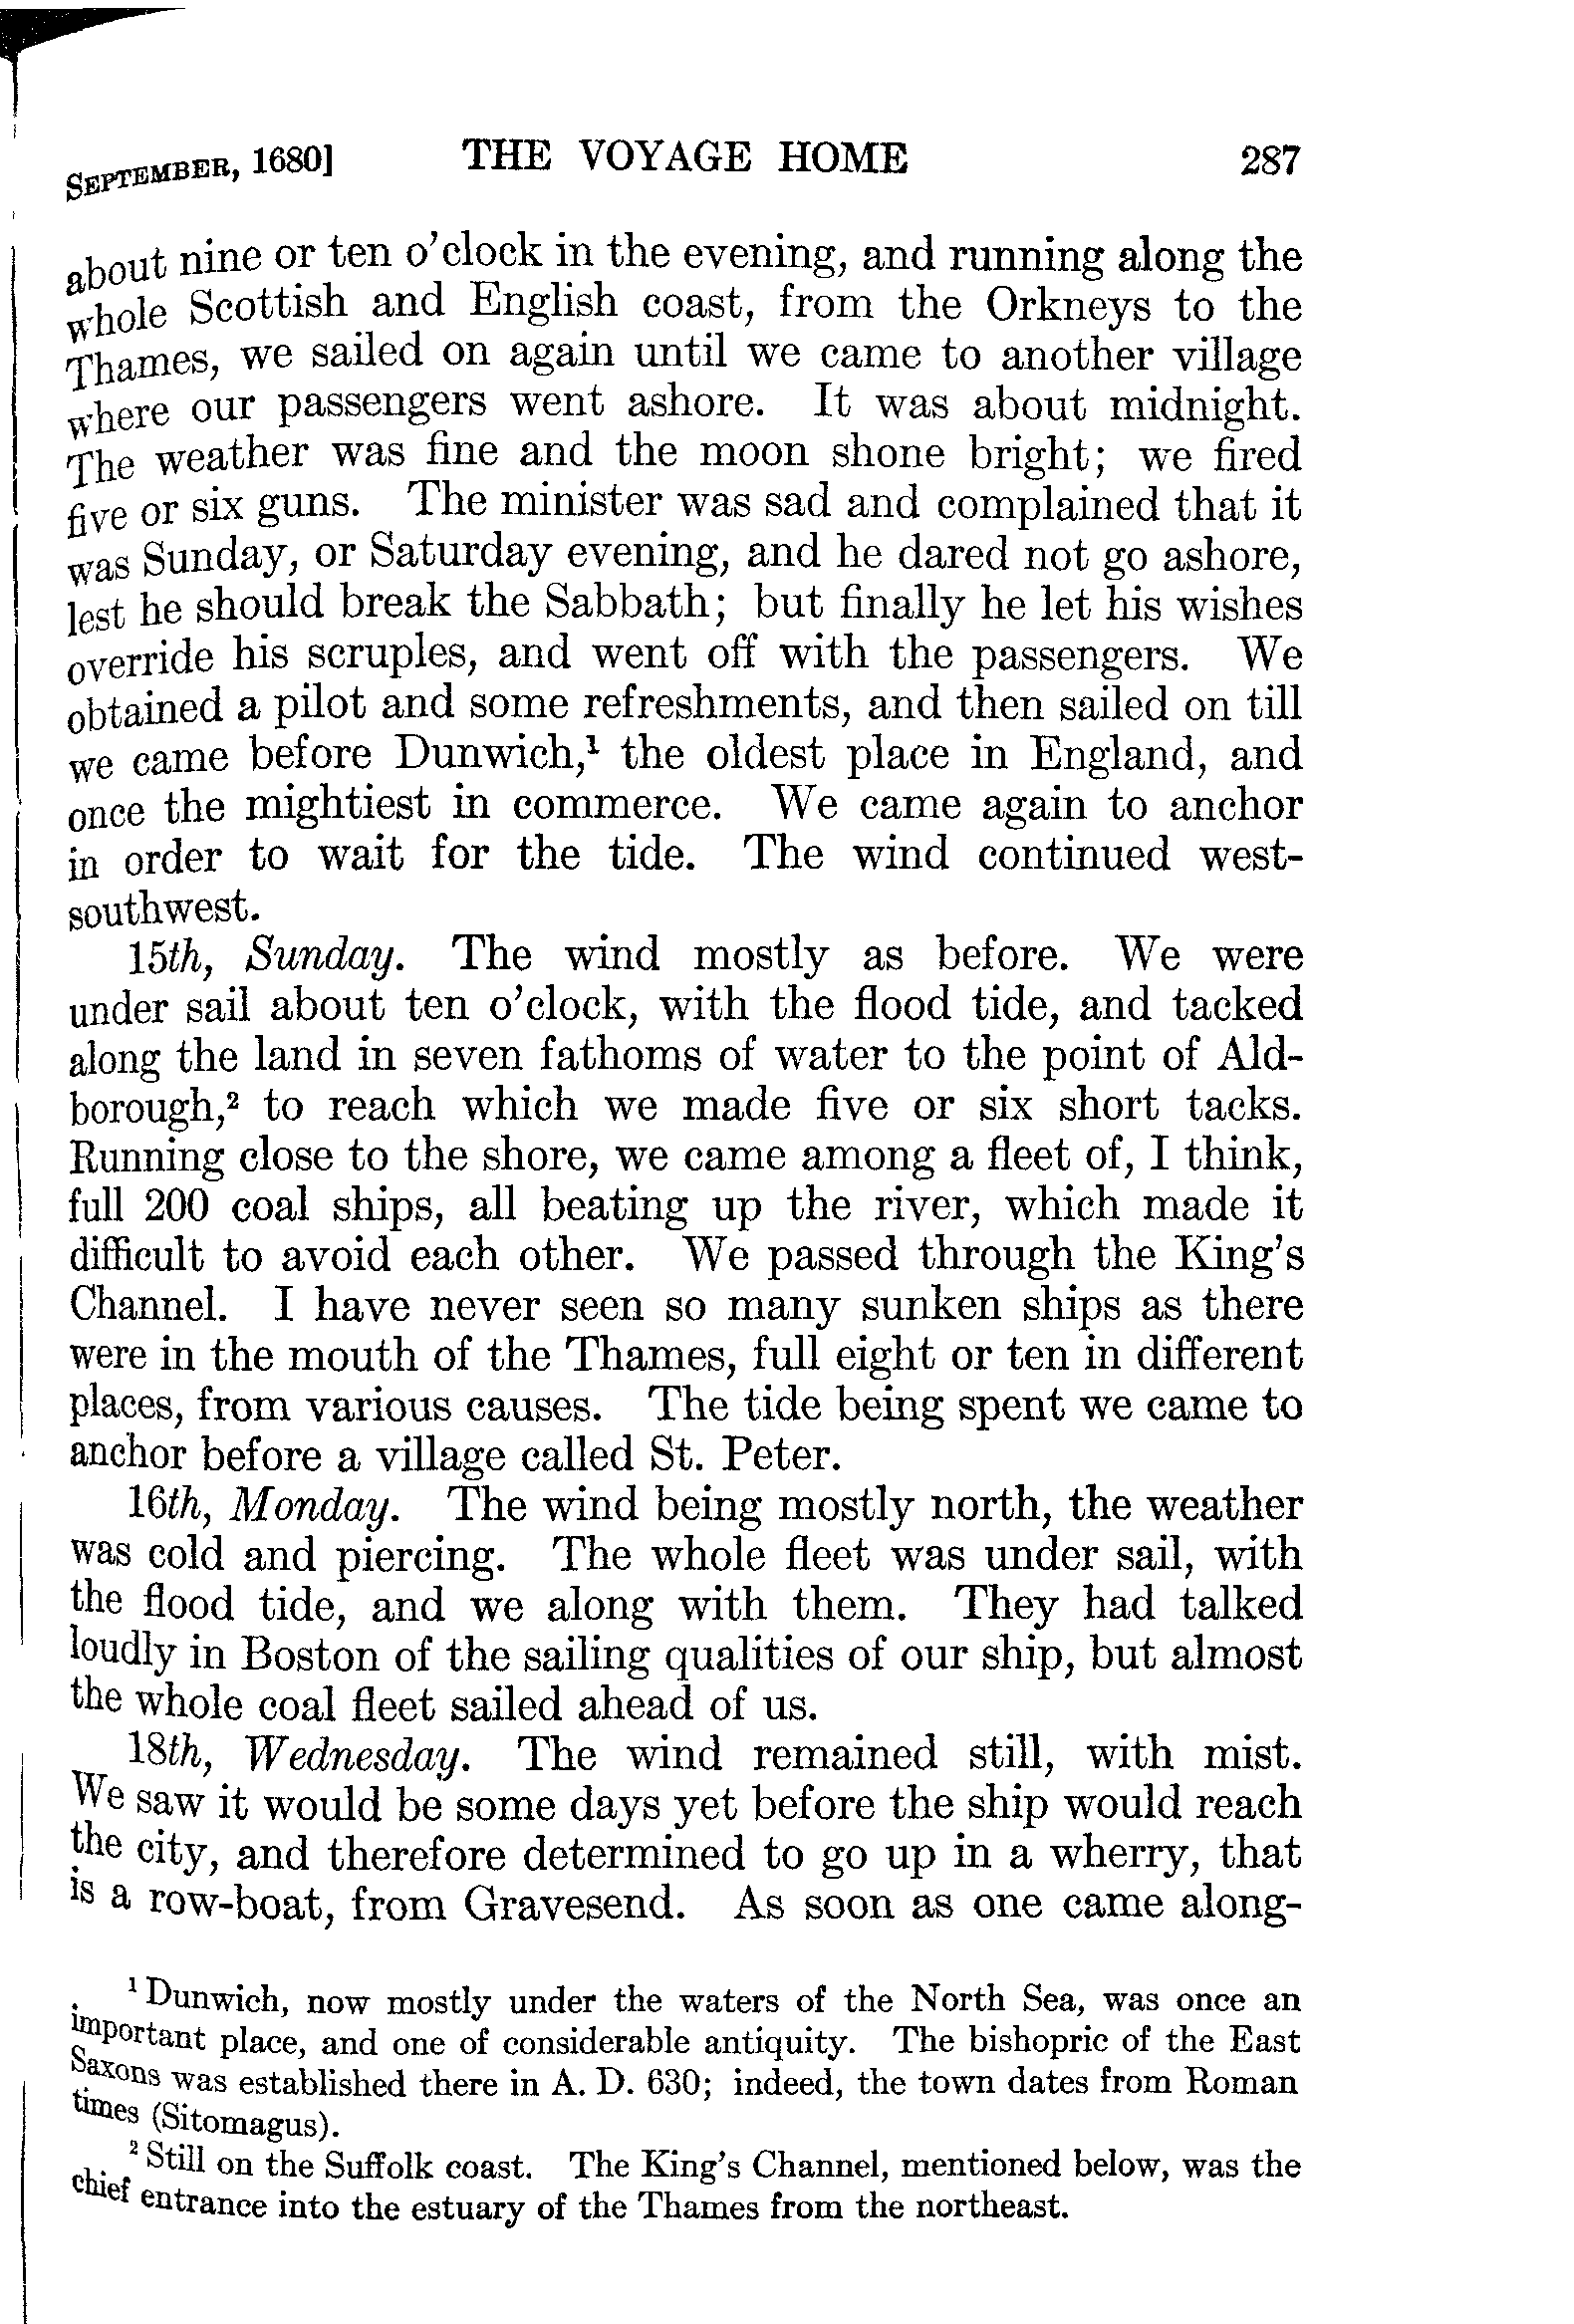 SEPTEMBER, 1680] THE VOYAGE HOME 287
about nine or ten o'clock in the evening, and running along the
whole Scottish and English coast, from the Orkneys to the
Thames, we sailed on again until we came to another village
where our passengers went ashore. It was about midnight.
The weather was fine and the moon shone bright; we fired
five or six guns. The minister was sad and complained that it
was Sunday, or Saturday evening, and he dared not go ashore,
lest he should break the Sabbath; but finally he let his wishes
override his scruples, and went off with the passengers. We
obtained a pilot and some refreshments, and then sailed on till
we came before Dunwich,¹ the oldest place in England, and
once the mightiest in commerce. We came again to anchor
in order to wait for the tide. The wind continued west-
southwest.
15th, Sunday. The wind mostly as before. We were
under sail about ten o'clock, with the flood tide, and tacked
along the land in seven fathoms of water to the point of Ald-
borough,² to reach which we made five or six short tacks.
Running close to the shore, we came among a fleet of, I think,
full 200 coal ships, all beating up the river, which made it
difficult to avoid each other. We passed through the King's
Channel. I have never seen so many sunken ships as there
were in the mouth of the Thames, full eight or ten in different
places, from various causes. The tide being spent we came to
anchor before a village called St. Peter.
16th, Monday. The wind being mostly north, the weather
was cold and piercing. The whole fleet was under sail, with
the flood tide, and we along with them. They had talked
loudly in Boston of the sailing qualities of our ship, but almost
the whole coal fleet sailed ahead of us.
18th, Wednesday. The wind remained still, with mist.
We saw it would be some days yet before the ship would reach
the city, and therefore determined to go up in a wherry, that
is a row-boat, from Gravesend. As soon as one came along-
¹ Dunwich, now mostly under the waters of the North Sea, was once an
important place, and one of considerable antiquity. The bishopric of the East
Saxons was established there in A. D. 630; indeed, the town dates from Roman
times (Sitomagus).
² Still on the Suffolk coast. The King's Channel, mentioned below, was the
chief entrance into the estuary of the Thames from the northeast.